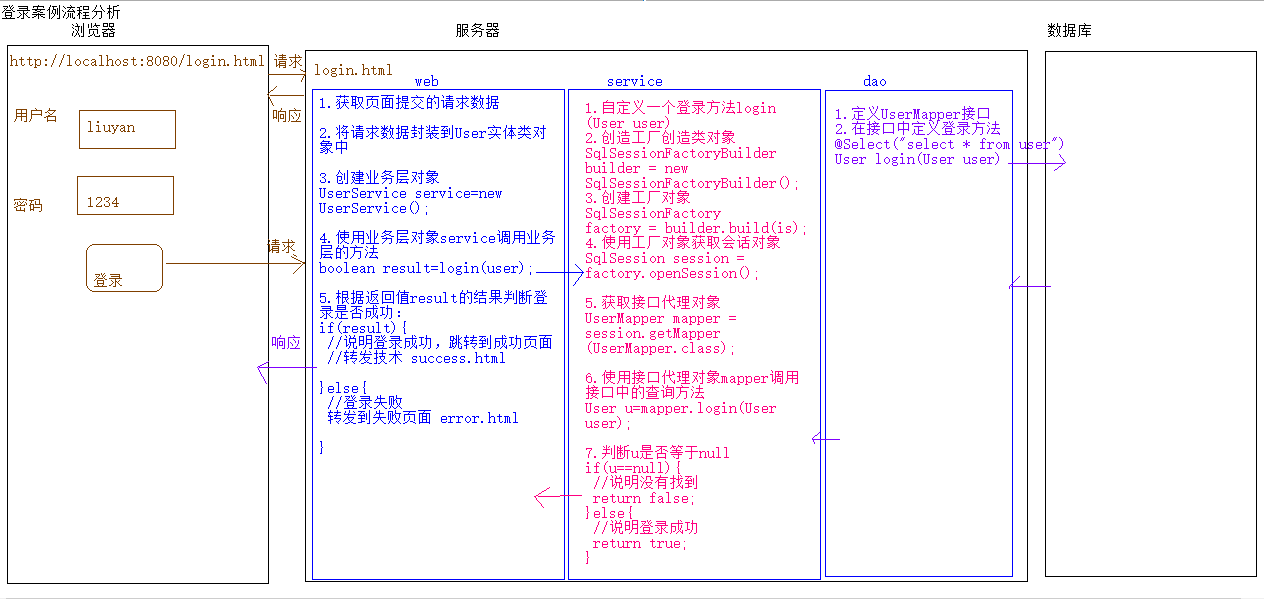 登录案例流程分析
浏览器
服务器
数据库
http://localhost:8080/login.html
请求
响应
用户名
liuyan
密码
1234
登录
请求
响应
login.html
web
1.获取页面提交的请求数据
2.将请求数据封装到User实体类对
象中
3.创建业务层对象
UserService service=new
UserService();
4.使用业务层对象service调用业务
层的方法
boolean result=login(user);
5.根据返回值result的结果判断登
录是否成功:
if(result){
//说明登录成功，跳转到成功页面
//转发技术 success.html
}else{
//登录失败
转发到失败页面 error.html
}
service
1.自定义一个登录方法login
(User user)
2.创造工厂创造类对象
SqlSessionFactoryBuilder
builder = new
SqlSessionFactoryBuilder();
3.创建工厂对象
SqlSessionFactory
factory = builder.build(is);
4.使用工厂对象获取会话对象
SqlSession session =
factory.openSession();
5.获取接口代理对象
UserMapper mapper =
session.getMapper
(UserMapper.class);
6.使用接口代理对象mapper调用
接口中的查询方法
User u=mapper.login(User
user);
7.判断u是否等于null
if(u==null){
//说明没有找到
return false;
}else{
//说明登录成功
return true;
}
dao
1.定义UserMapper接口
2.在接口中定义登录方法
@Select("select * from user")
User login(User user)